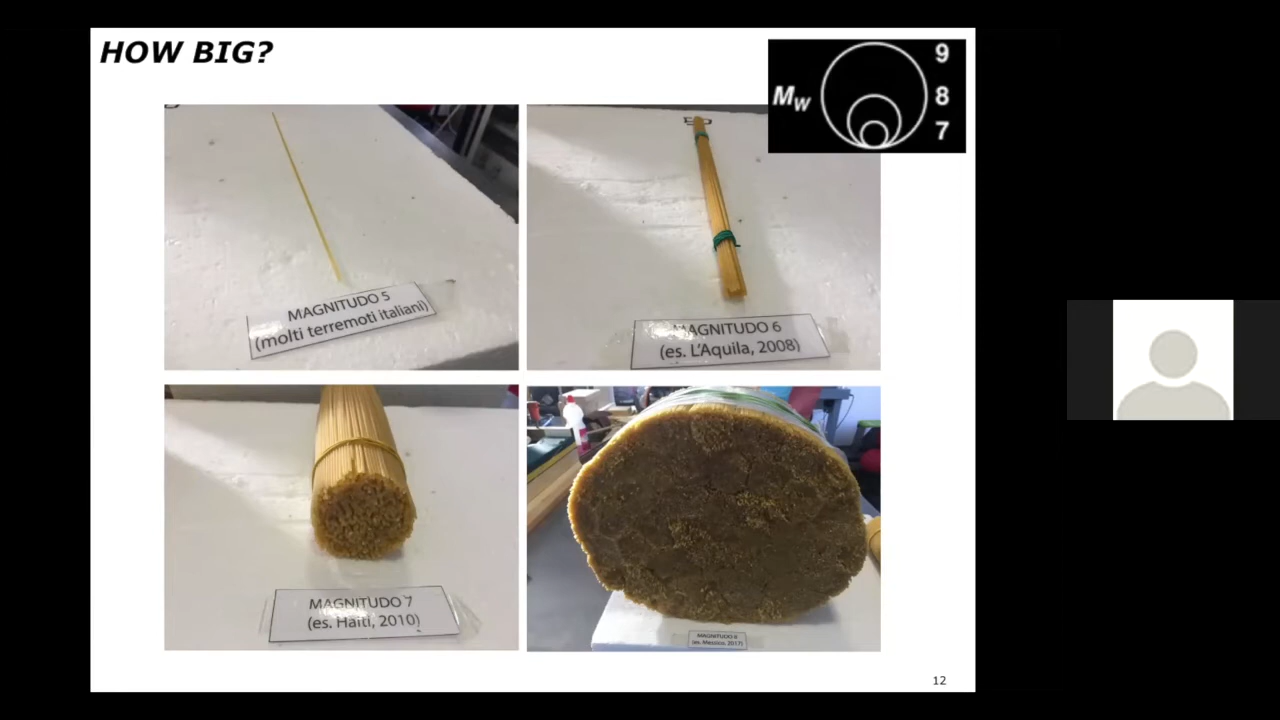 HOW BIG?
MW
9
8
7
MAGNITUDO 5
(molti terremoti italiani)
MAGNITUDO 6
(es. L'Aquila, 2008)
MAGNITUDO 7
(es. Haiti, 2010)
MAGNITUDO 8
(es. Messico, 2017)
12